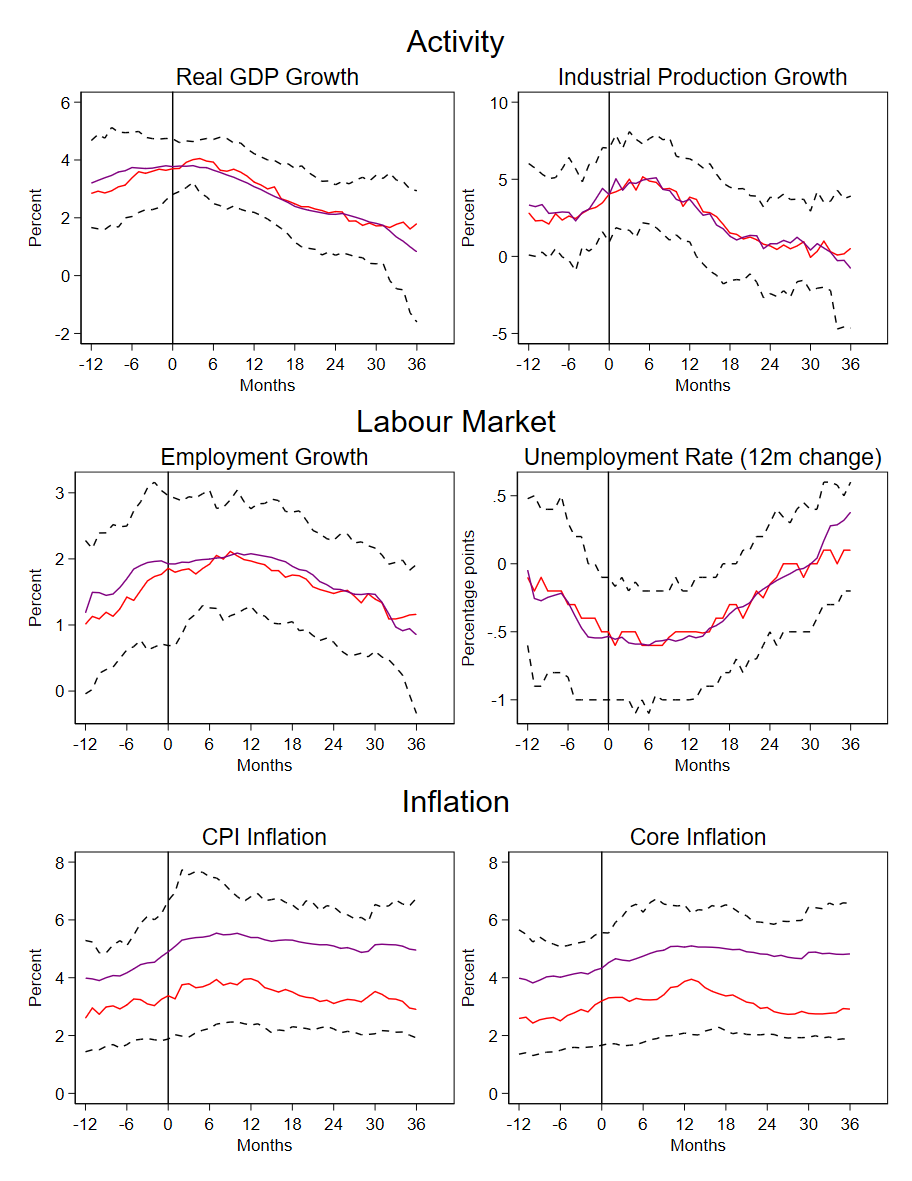 Activity
Real GDP Growth
Percent
6
4
2
0
-2
-12 -6 0 6 12 18 24 30 36
Months
Industrial Production Growth
Percent
10
5
0
-5
-12 -6 0 6 12 18 24 30 36
Months
Labour Market
Employment Growth
Percent
3
2
1
0
-12 -6 0 6 12 18 24 30 36
Months
Unemployment Rate (12m change)
Percentage points
.5
0
-.5
-1
-12 -6 0 6 12 18 24 30 36
Months
Inflation
CPI Inflation
Percent
8
6
4
2
0
-12 -6 0 6 12 18 24 30 36
Months
Core Inflation
Percent
8
6
4
2
0
-12 -6 0 6 12 18 24 30 36
Months